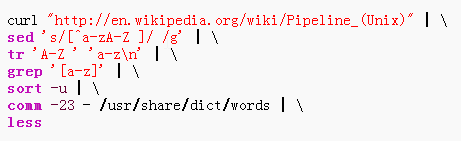 curl "http://en.wikipedia.org/wiki/Pipeline_(Unix)" | \
sed 's/[^a-zA-Z ]/ /g' | \
tr 'A-Z ' 'a-z\n' | \
grep '[a-z]' | \
sort -u | \
comm -23 - /usr/share/dict/words | \
less